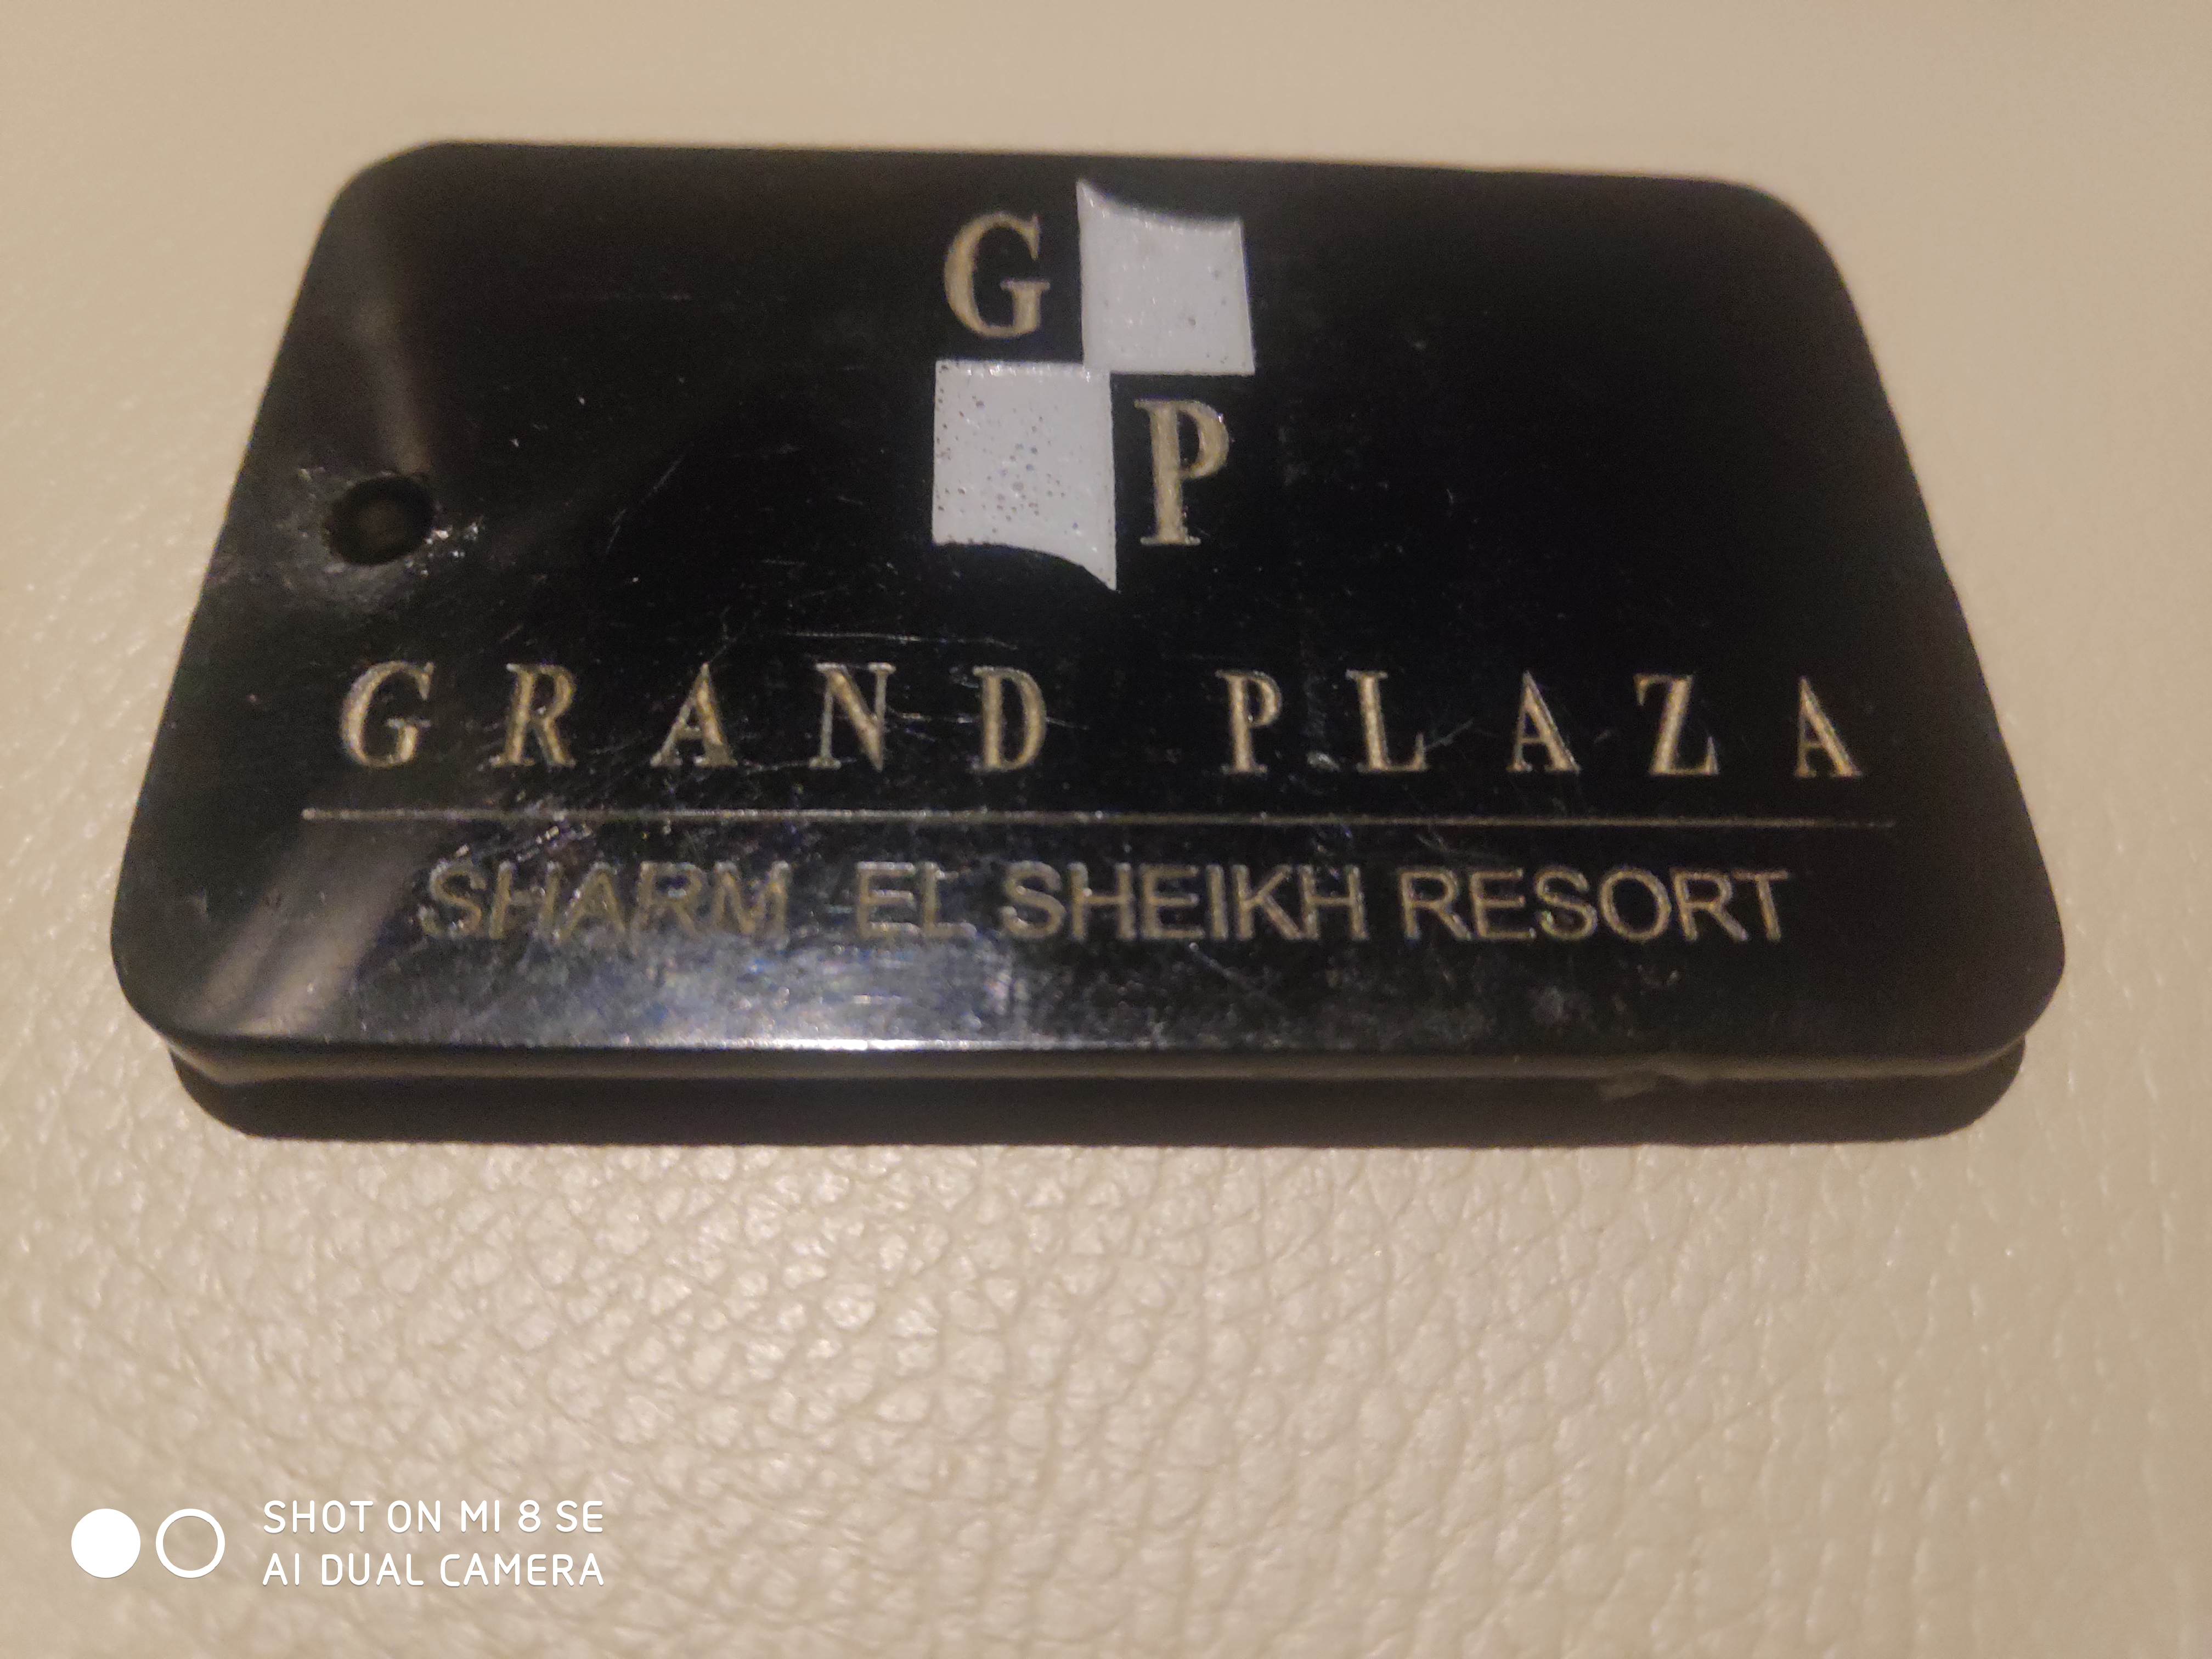 G
P
GRAND PLAZA
SHARM EL SHEIKH RESORT
SHOT ON MI 8 SE
AI DUAL CAMERA